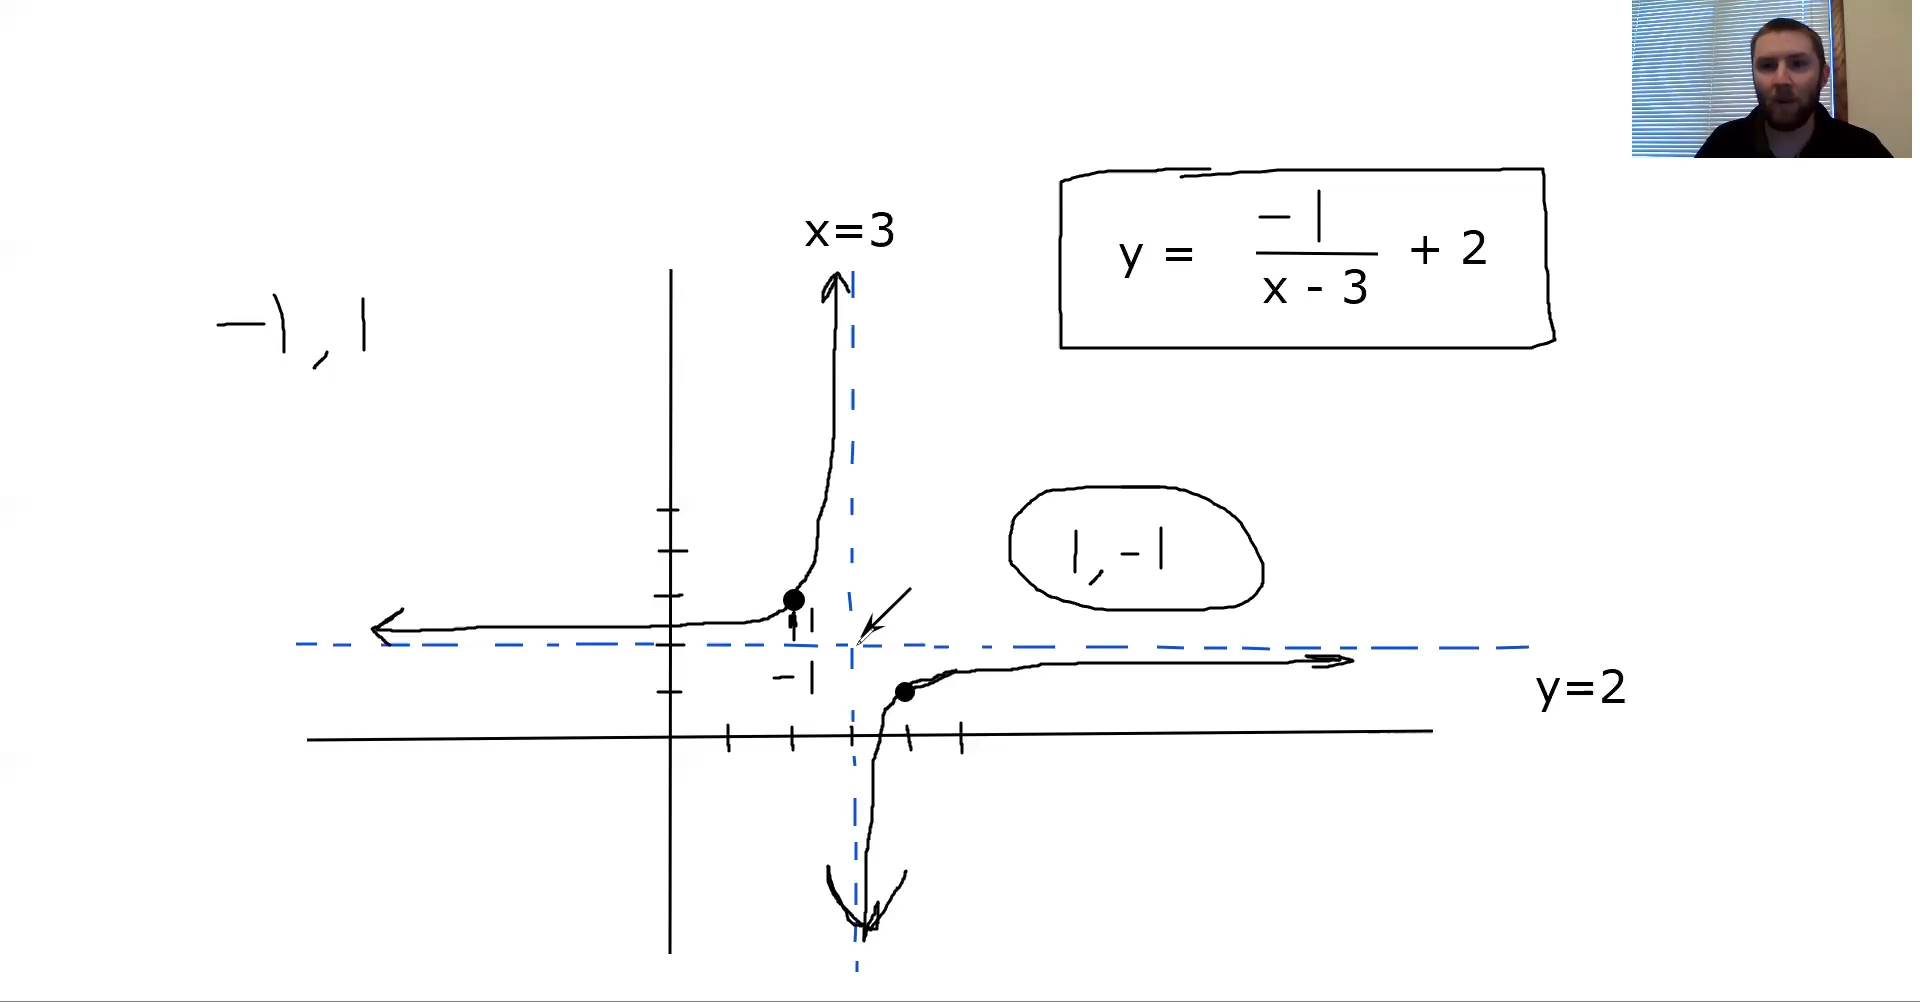 x=3
y = -1
x - 3
+ 2
-1, 1
1, -1
1
-1
y=2